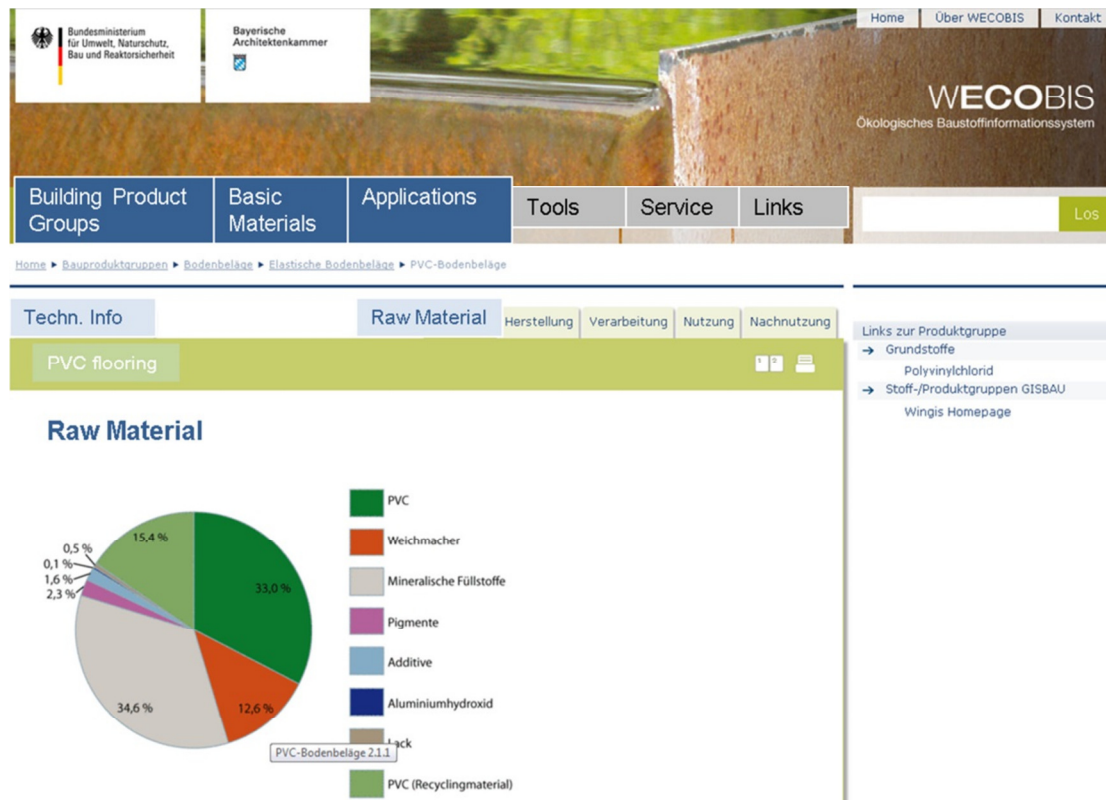 Bundesministerium
für Umwelt, Naturschutz,
Bau und Reaktorsicherheit
Bayerische
Architektenkammer
Home
Über WECOBIS
Kontakt
WECOBIS
Ökologisches Baustoffinformationssystem
Building Product
Groups
Basic
Materials
Applications
Tools
Service
Links
Los
Home ► Bauproduktgruppen ► Bodenbeläge ► Elastische Bodenbeläge ► PVC-Bodenbeläge
Techn. Info
Raw Material
Herstellung
Verarbeitung
Nutzung
Nachnutzung
PVC flooring
Links zur Produktgruppe
→ Grundstoffe
Polyvinylchlorid
→ Stoff-/Produktgruppen GISBAU
Wingis Homepage
Raw Material
15,4 %
0,5 %
0,1 %
1,6 %
2,3 %
33,0 %
34,6 %
12,6 %
PVC-Bodenbeläge 2.1.1
PVC
Weichmacher
Mineralische Füllstoffe
Pigmente
Additive
Aluminiumhydroxid
Lack
PVC (Recyclingmaterial)